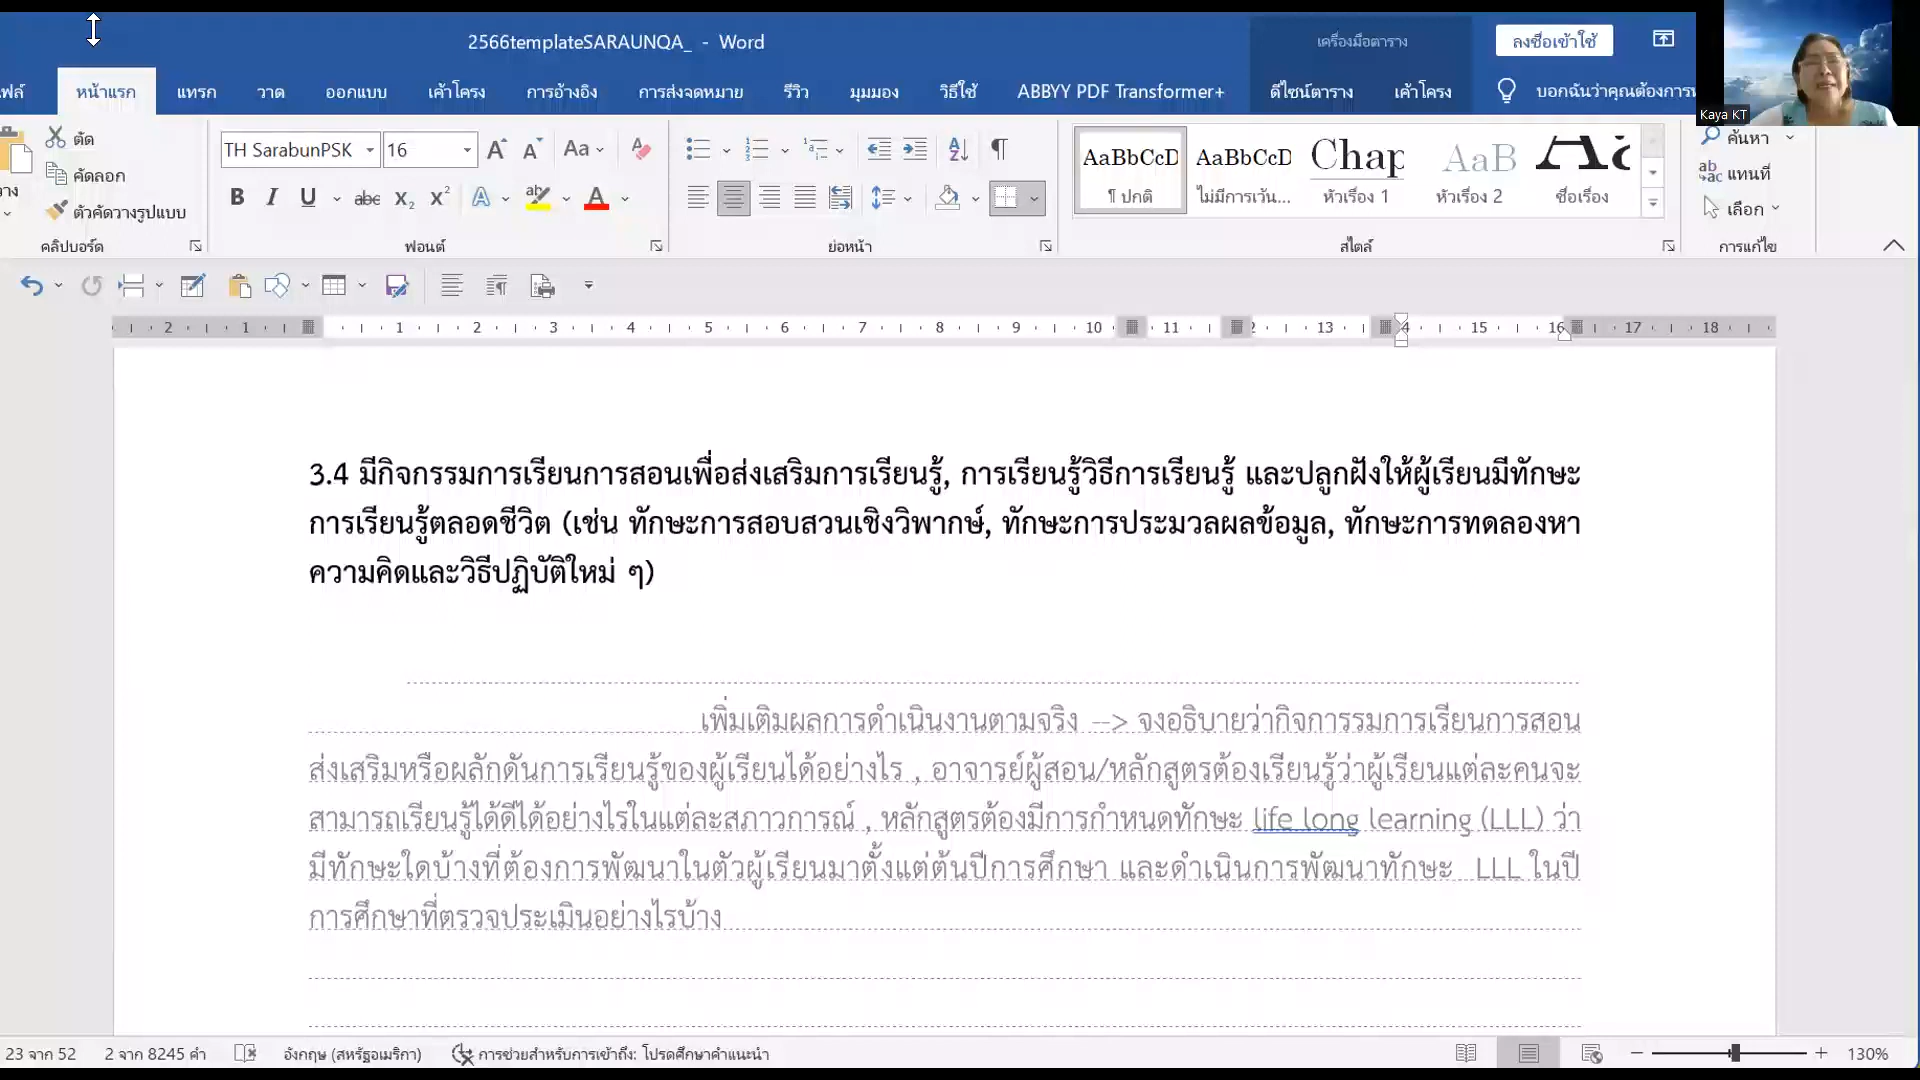 2566templateSARAUNQA_ - Word
เครื่องมือตาราง
ลงชื่อเข้าใช้
หน้าแรก แทรก วาด ออกแบบ เค้าโครง การอ้างอิง การส่งจดหมาย รีวิว มุมมอง วิธีใช้ ABBYY PDF Transformer+ ดีไซน์ตาราง เค้าโครง บอกฉันว่าคุณต้องการ
Kaya KT
ตัด
คัดลอก
ตัวคัดวางรูปแบบ
คลิปบอร์ด
TH SarabunPSK 16
ฟอนต์
ย่อหน้า
AaBbCcD AaBbCcD Chap AaB
¶ ปกติ ไม่มีการเว้น... หัวเรื่อง 1 หัวเรื่อง 2 ชื่อเรื่อง
สไตล์
ค้นหา
แทนที่
เลือก
การแก้ไข
2 1 1 2 3 4 5 6 7 8 9 10 11 2 13 4 15 16 17 18
3.4 มีกิจกรรมการเรียนการสอนเพื่อส่งเสริมการเรียนรู้, การเรียนรู้วิธีการเรียนรู้ และปลูกฝังให้ผู้เรียนมีทักษะ
การเรียนรู้ตลอดชีวิต (เช่น ทักษะการสอบสวนเชิงวิพากษ์, ทักษะการประมวลผลข้อมูล, ทักษะการทดลองหา
ความคิดและวิธีปฏิบัติใหม่ ๆ)
เพิ่มเติมผลการดำเนินงานตามจริง --> จงอธิบายว่ากิจการรมการเรียนการสอน
ส่งเสริมหรือผลักดันการเรียนรู้ของผู้เรียนได้อย่างไร , อาจารย์ผู้สอน/หลักสูตรต้องเรียนรู้ว่าผู้เรียนแต่ละคนจะ
สามารถเรียนรู้ได้ดีได้อย่างไรในแต่ละสภาวการณ์ , หลักสูตรต้องมีการกำหนดทักษะ life long learning (LLL) ว่า
มีทักษะใดบ้างที่ต้องการพัฒนาในตัวผู้เรียนมาตั้งแต่ต้นปีการศึกษา และดำเนินการพัฒนาทักษะ LLL ในปี
การศึกษาที่ตรวจประเมินอย่างไรบ้าง
23 จาก 52 2 จาก 8245 คำ อังกฤษ (สหรัฐอเมริกา) การช่วยสำหรับการเข้าถึง: โปรดศึกษาคำแนะนำ 130%